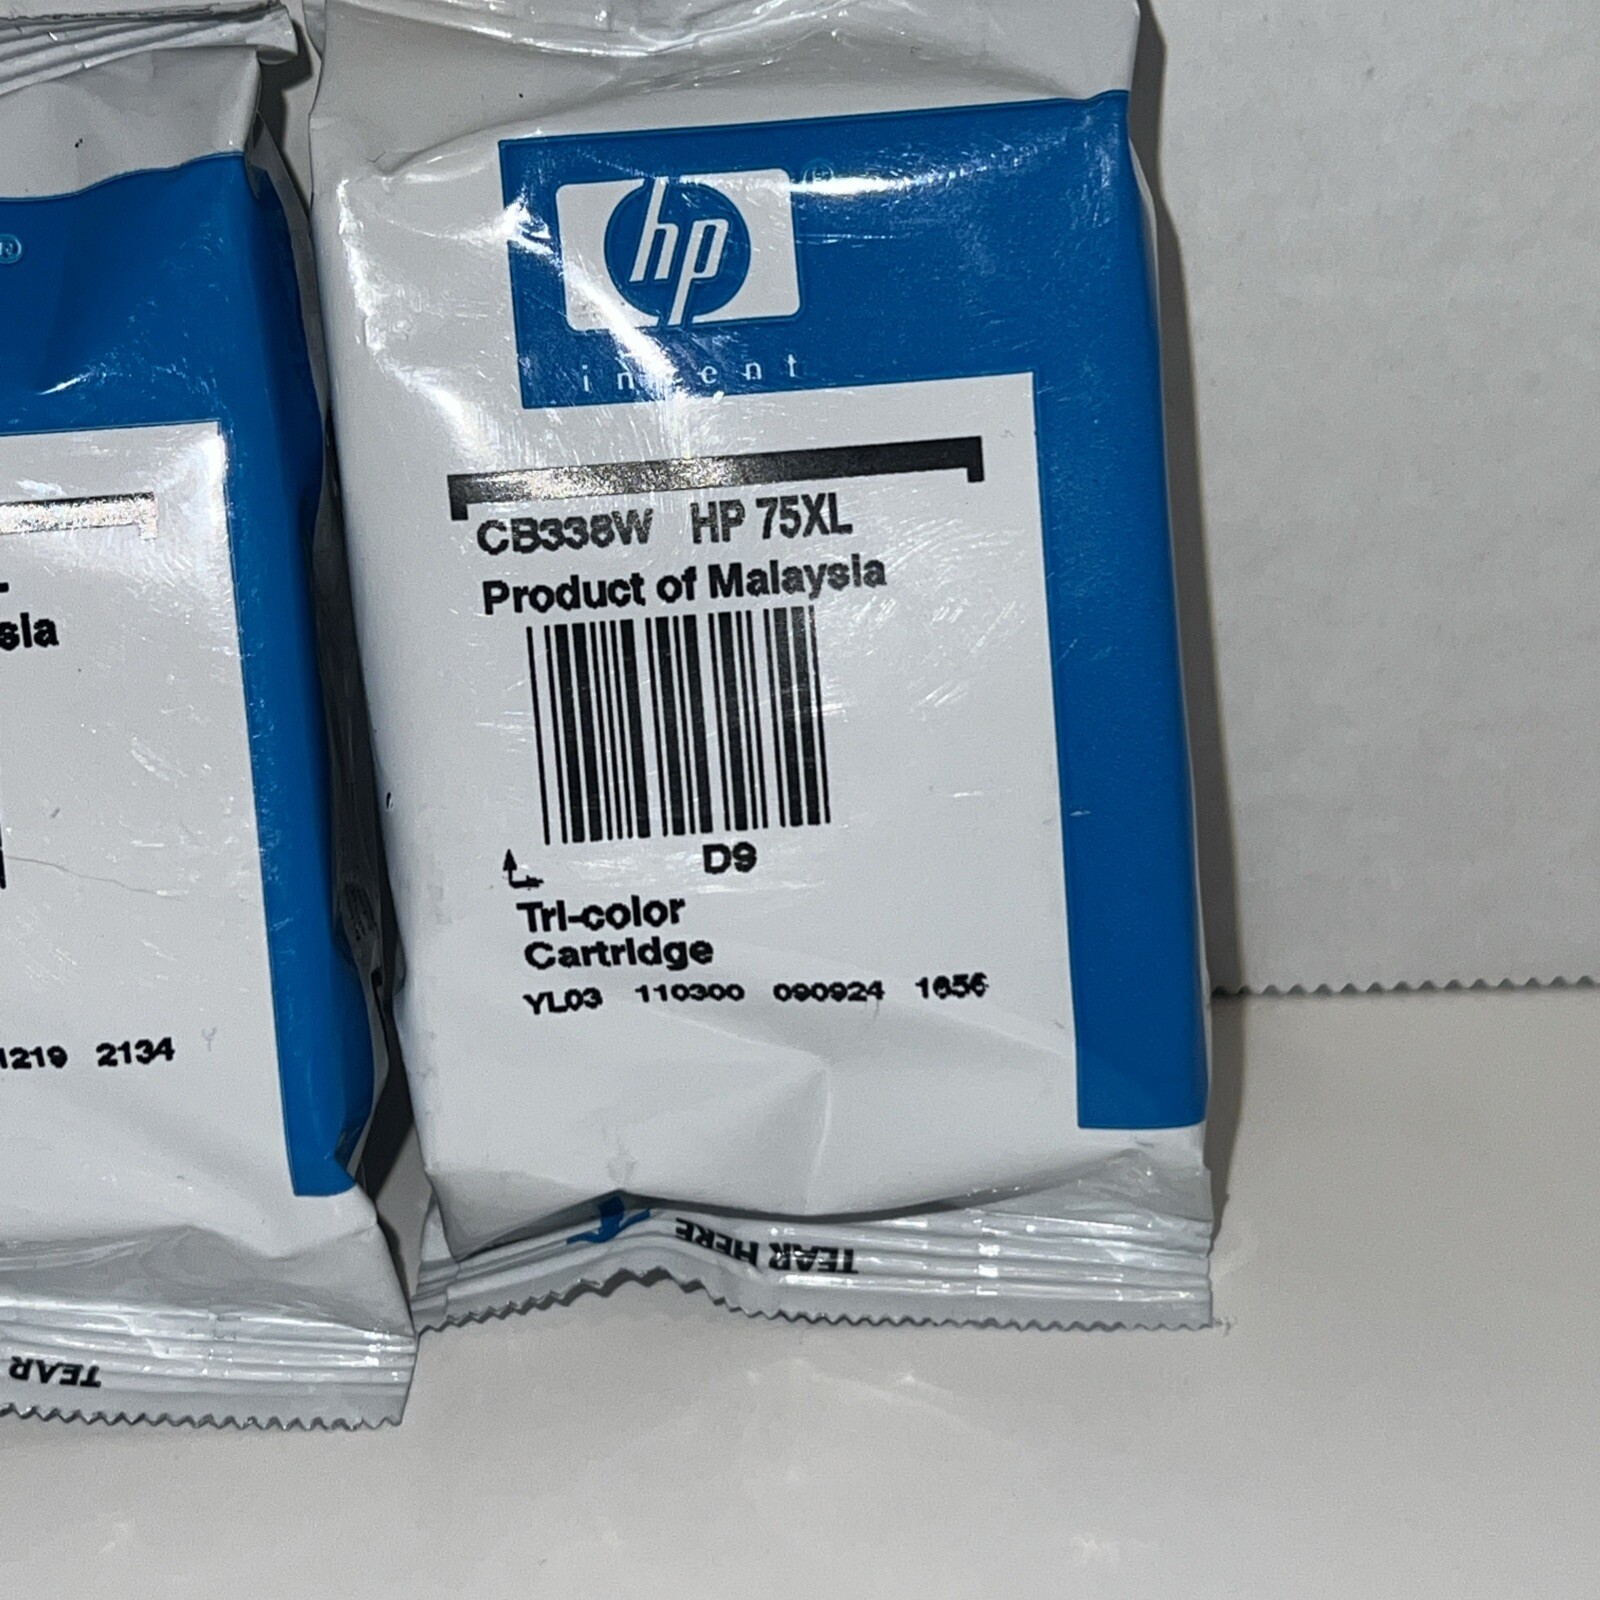 hp®
invent
CB338W HP 75XL
Product of Malaysia
D9
Tri-color
Cartridge
YL03 110300 090924 1656
TEAR HERE
®
sia
1219 2134
TEAR